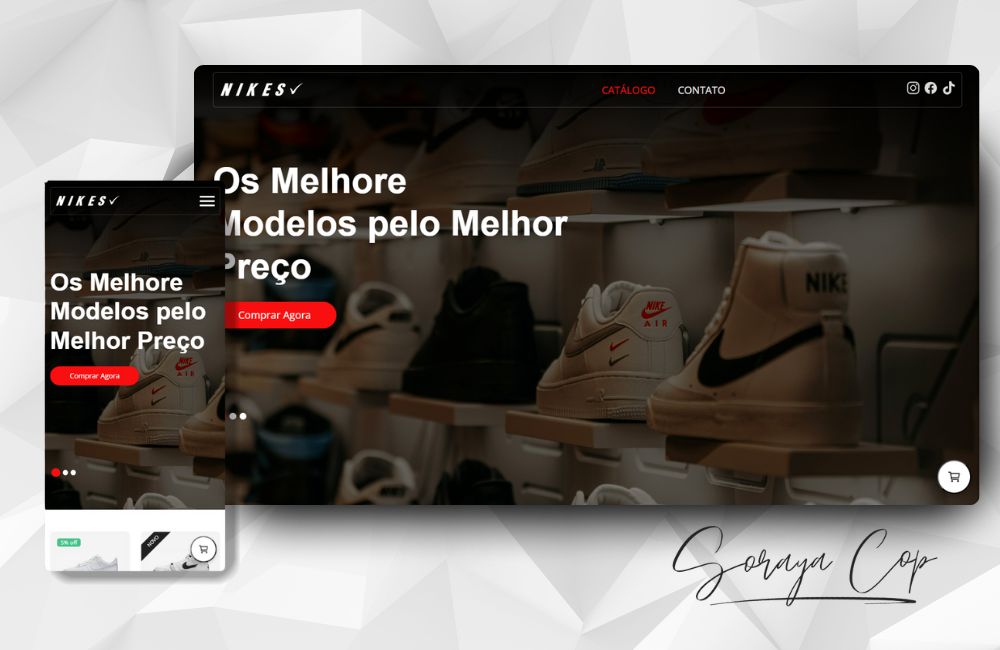 NIKES
CATÁLOGO
CONTATO
Os Melhore
Modelos pelo Melhor
Preço
Comprar Agora
NIKE
AIR
NIKE
NIKES
Os Melhore
Modelos pelo
Melhor Preço
Comprar Agora
NIKE
AIR
5% off
NOVO
Soraya Cop